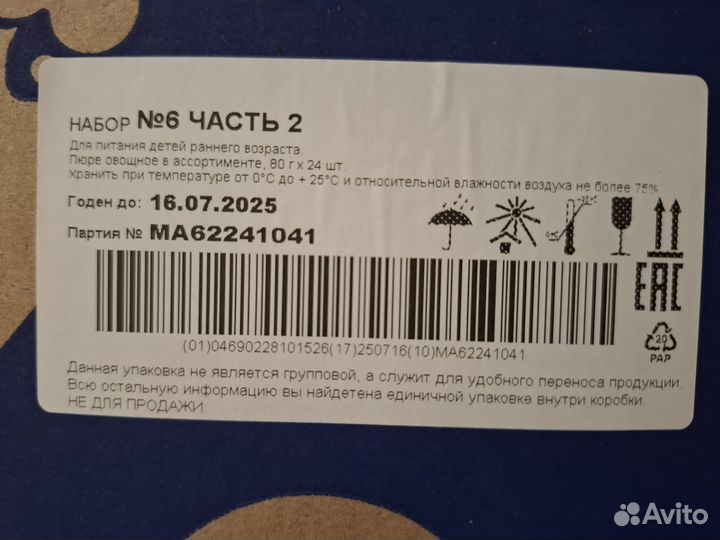 НАБОР №6 ЧАСТЬ 2
Для питания детей раннего возраста.
Пюре овощное в ассортименте, 80 г х 24 шт.
Хранить при температуре от 0°С до + 25°С и относительной влажности воздуха не более 75%
Годен до: 16.07.2025
Партия № МА62241041
EAC
(01)04690228101526(17)250716(10)MA62241041
20
PAP
Данная упаковка не является групповой, а служит для удобного переноса продукции.
Всю остальную информацию вы найдетена единичной упаковке внутри коробки.
НЕ ДЛЯ ПРОДАЖИ.
Avito